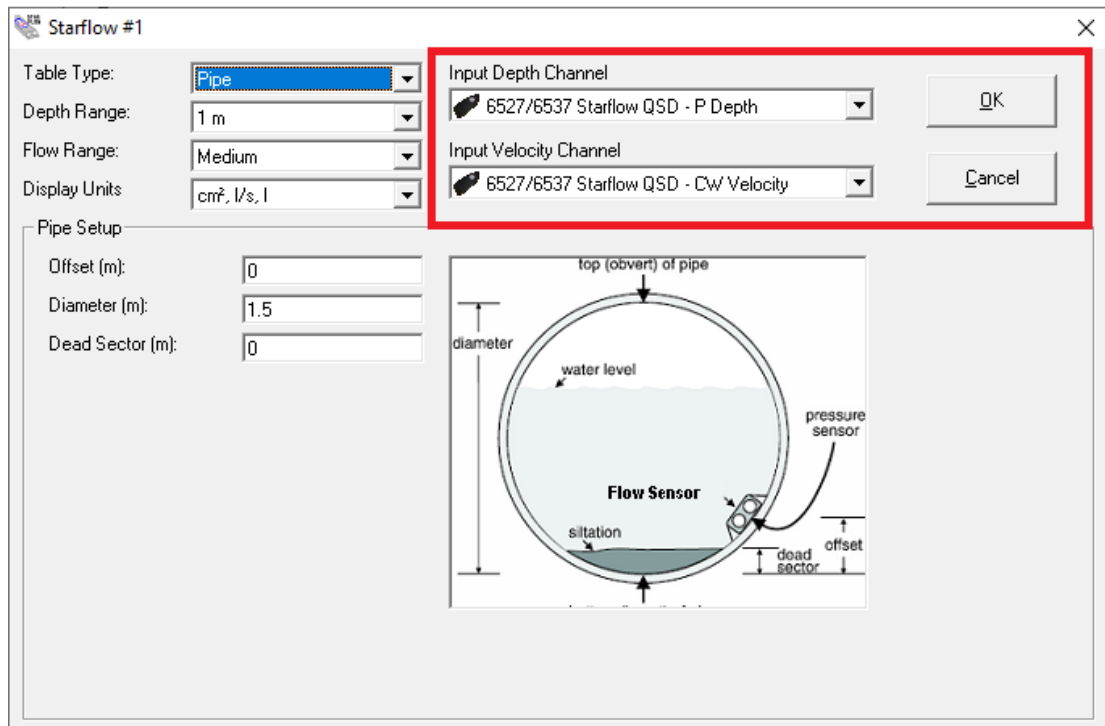 Starflow #1
Table Type:
Pipe
Depth Range:
1 m
Flow Range:
Medium
Display Units
cm², l/s, l
Input Depth Channel
6527/6537 Starflow QSD - P Depth
Input Velocity Channel
6527/6537 Starflow QSD - CW Velocity
OK
Cancel
Pipe Setup
Offset (m):
0
Diameter (m):
1.5
Dead Sector (m):
0
top (obvert) of pipe
diameter
water level
pressure
sensor
Flow Sensor
siltation
dead
sector
offset